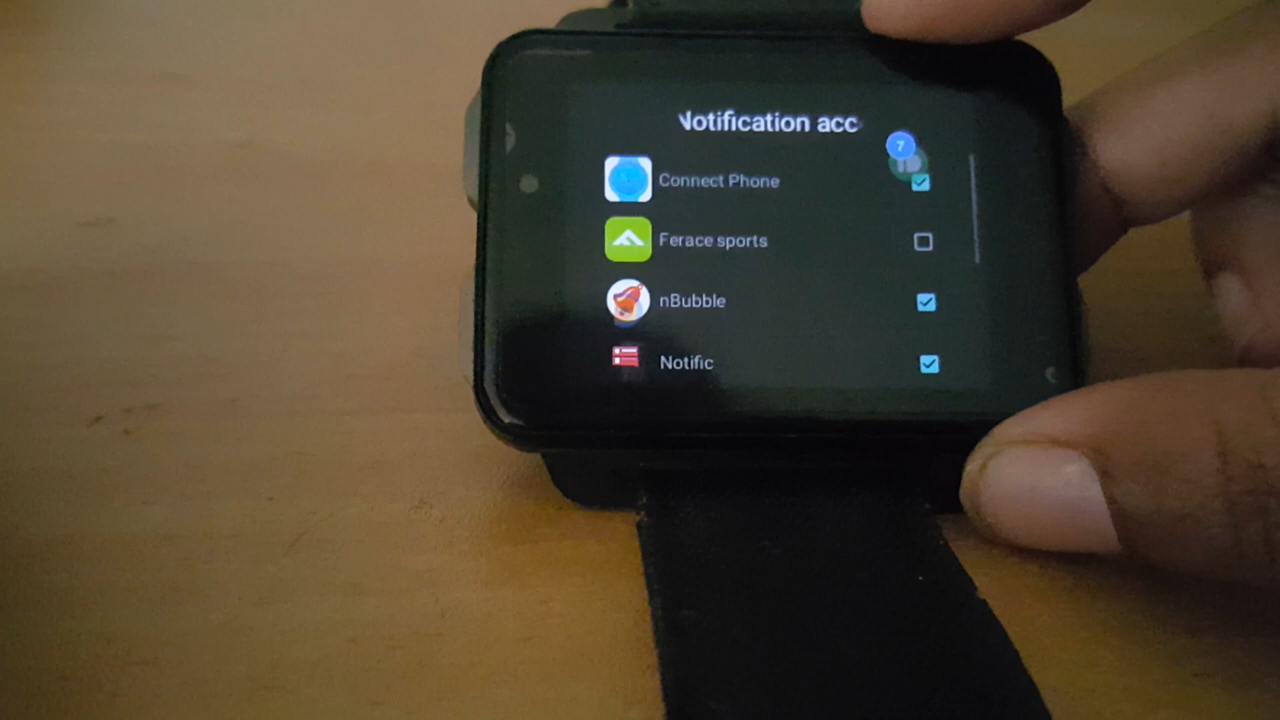 Notification acc
7
Connect Phone
Ferace sports
nBubble
Notific